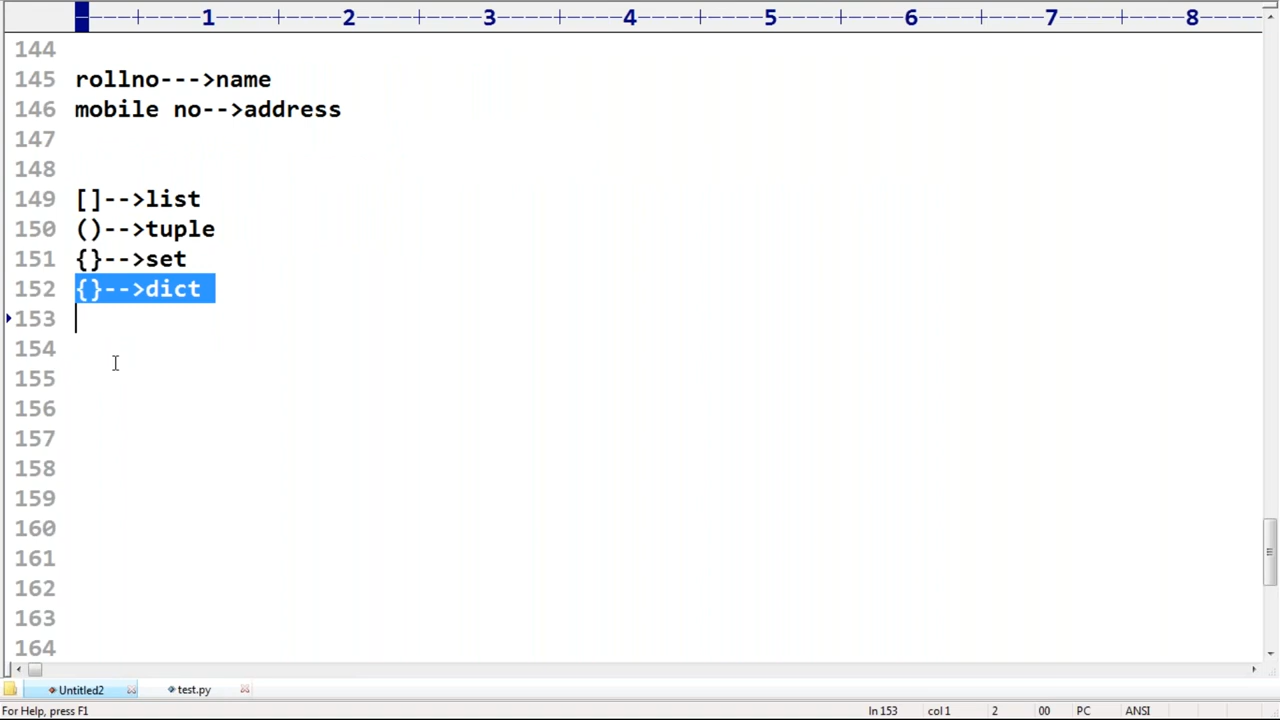 1 2 3 4 5 6 7 8
144
145 rollno--->name
146 mobile no-->address
147
148
149 []-->list
150 ()-->tuple
151 {}-->set
152 {}-->dict
153
154
155
156
157
158
159
160
161
162
163
164
Untitled2 test.py
For Help, press F1 ln 153 col 1 2 00 PC ANSI